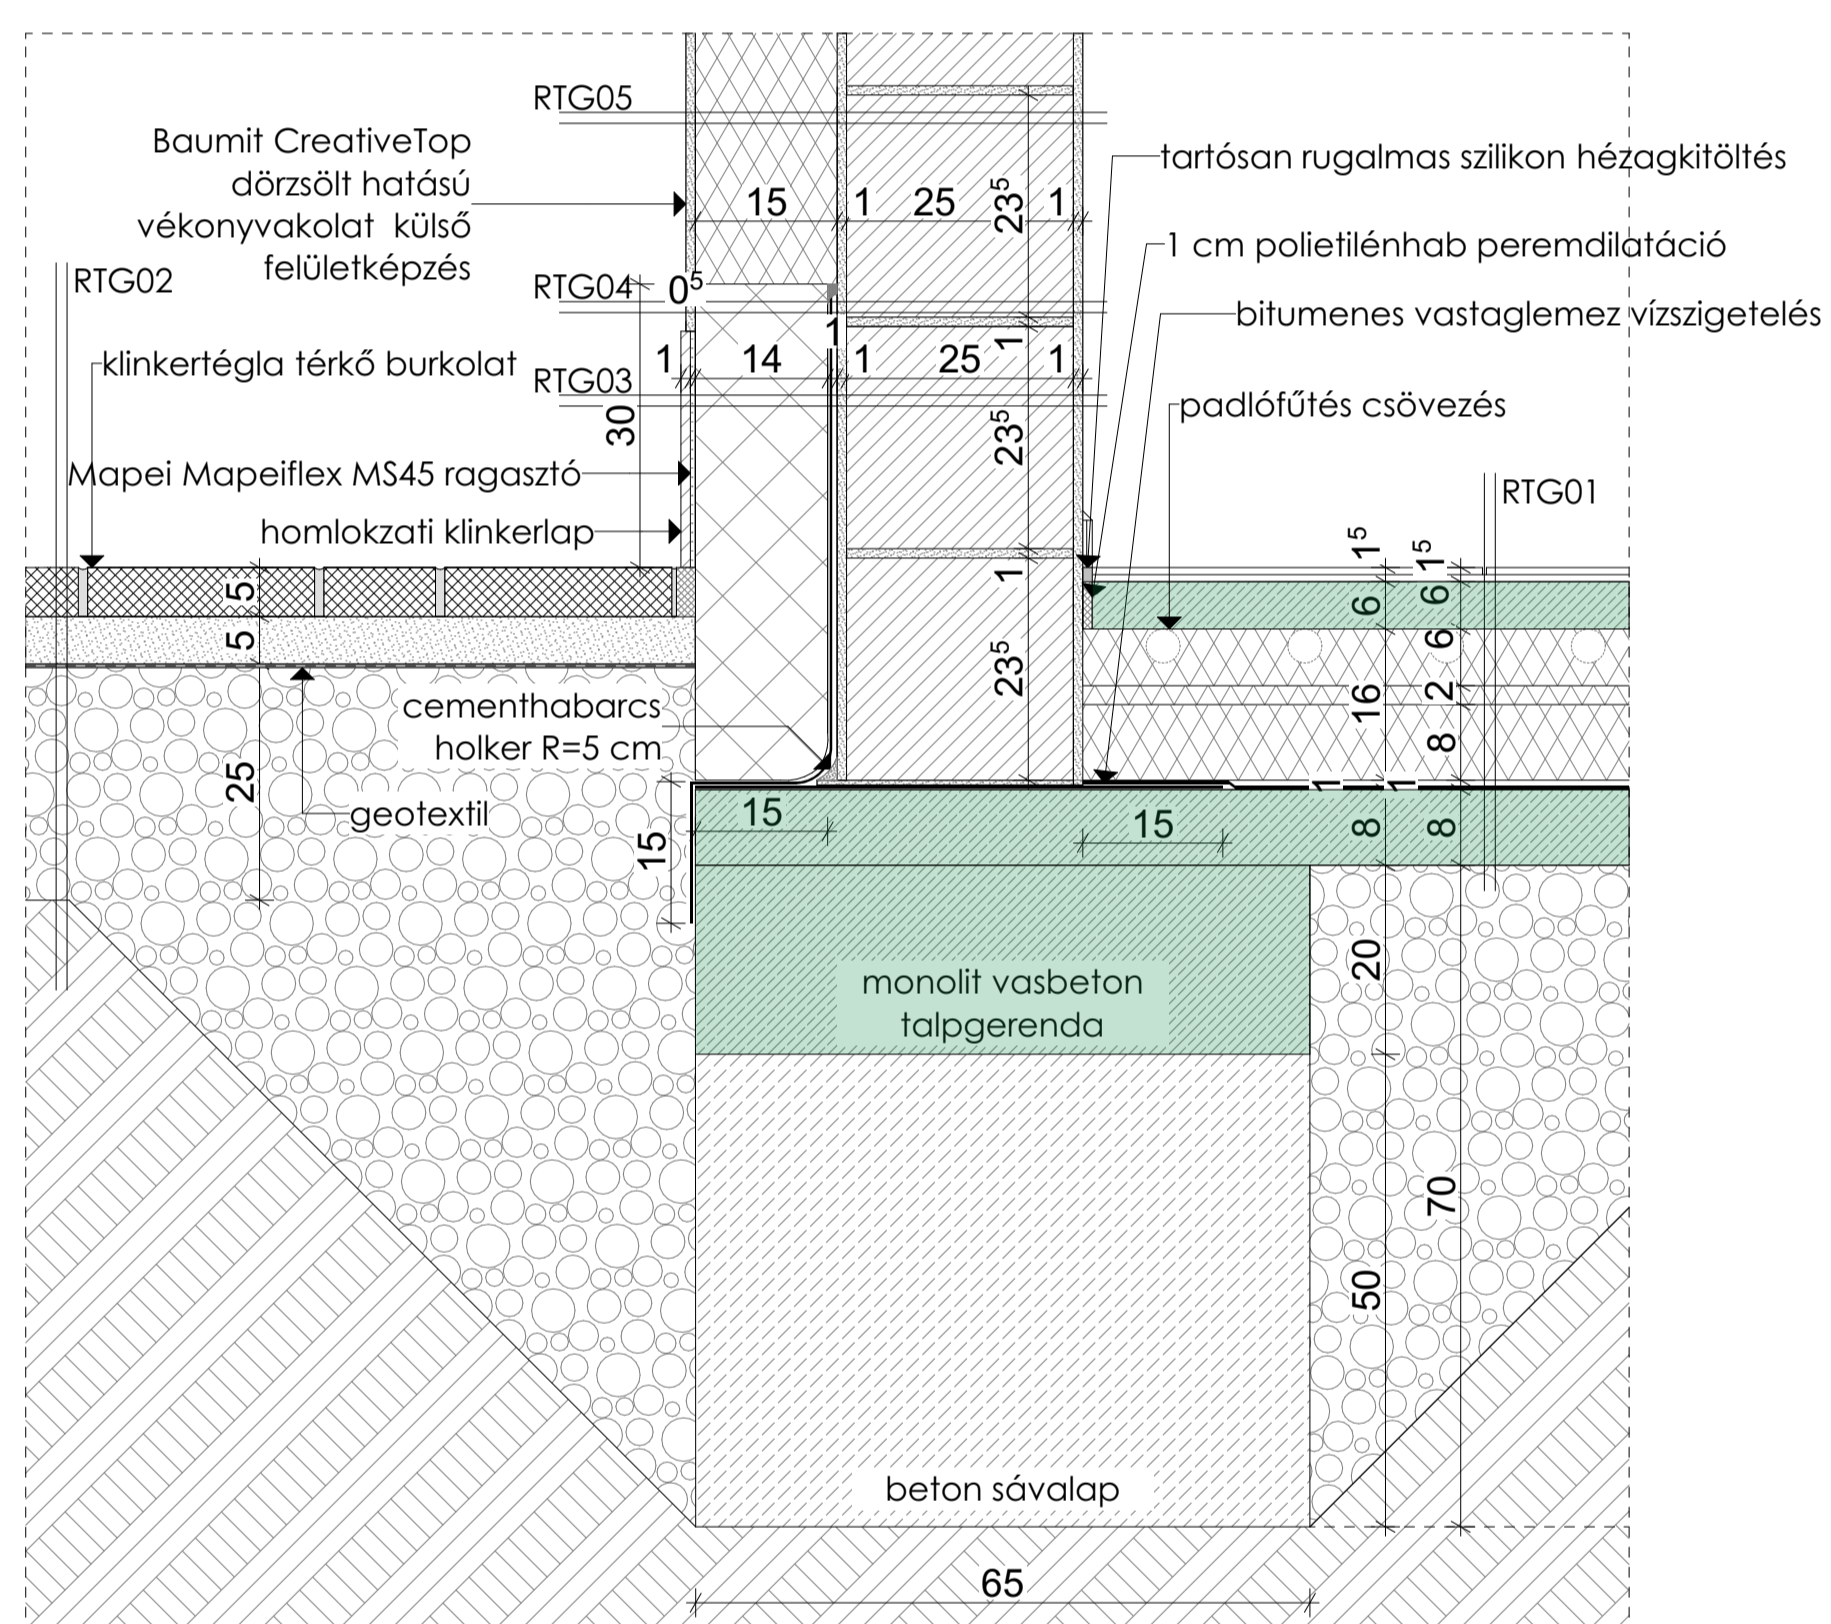 RTG05
Baumit CreativeTop
dörzsölt hatású
vékonyvakolat külső
felületképzés
tartósan rugalmas szilikon hézagkitöltés
15
1
25
23⁵
1
1 cm polietilénhab peremdilatáció
RTG02
RTG04
0⁵
bitumenes vastaglemez vízszigetelés
1
klinkertégla térkő burkolat
1
14
1
25
1
1
RTG03
30
padlófűtés csövezés
23⁵
Mapei Mapeiflex MS45 ragasztó
RTG01
homlokzati klinkerlap
1⁵
1⁵
5
1
6
6
5
6
23⁵
16
2
cementhabarcs
holker R=5 cm
8
25
geotextil
1
1
15
15
15
8
8
20
monolit vasbeton
talpgerenda
70
50
beton sávalap
65